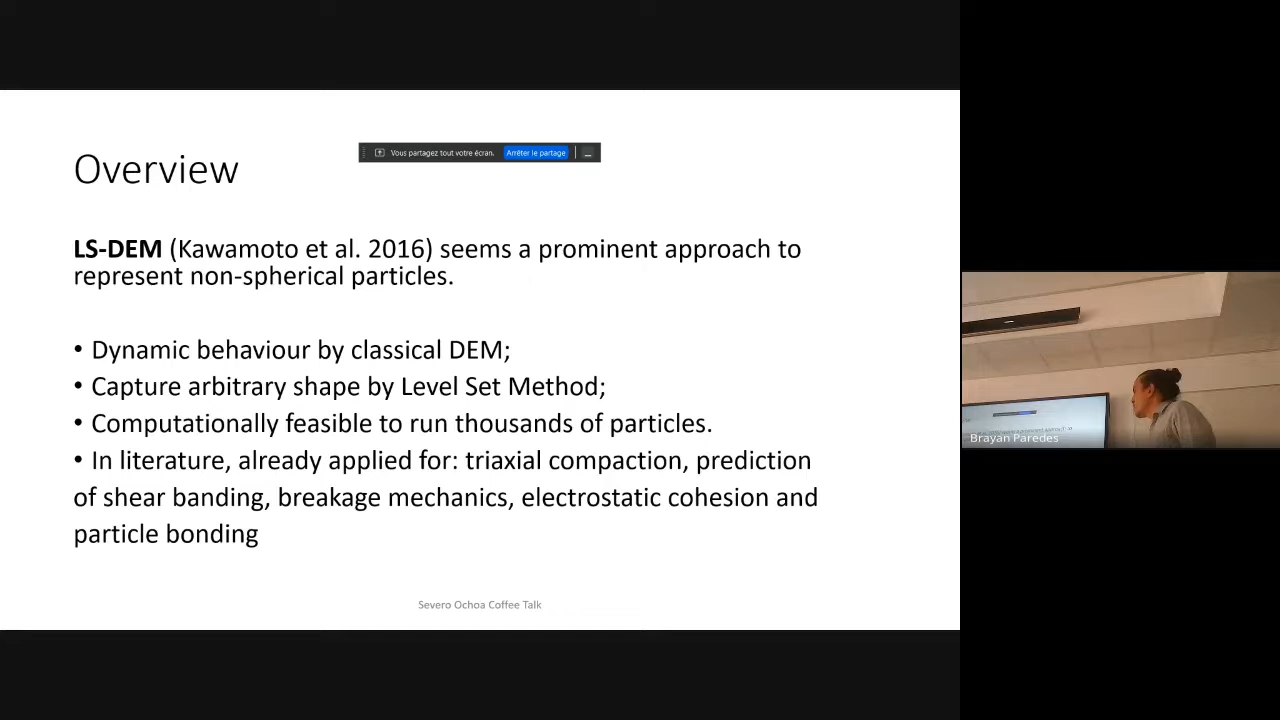 Vous partagez tout votre écran. Arrêter le partage
Overview
LS-DEM (Kawamoto et al. 2016) seems a prominent approach to
represent non-spherical particles.
• Dynamic behaviour by classical DEM;
• Capture arbitrary shape by Level Set Method;
• Computationally feasible to run thousands of particles.
• In literature, already applied for: triaxial compaction, prediction
of shear banding, breakage mechanics, electrostatic cohesion and
particle bonding
Severo Ochoa Coffee Talk
Brayan Paredes